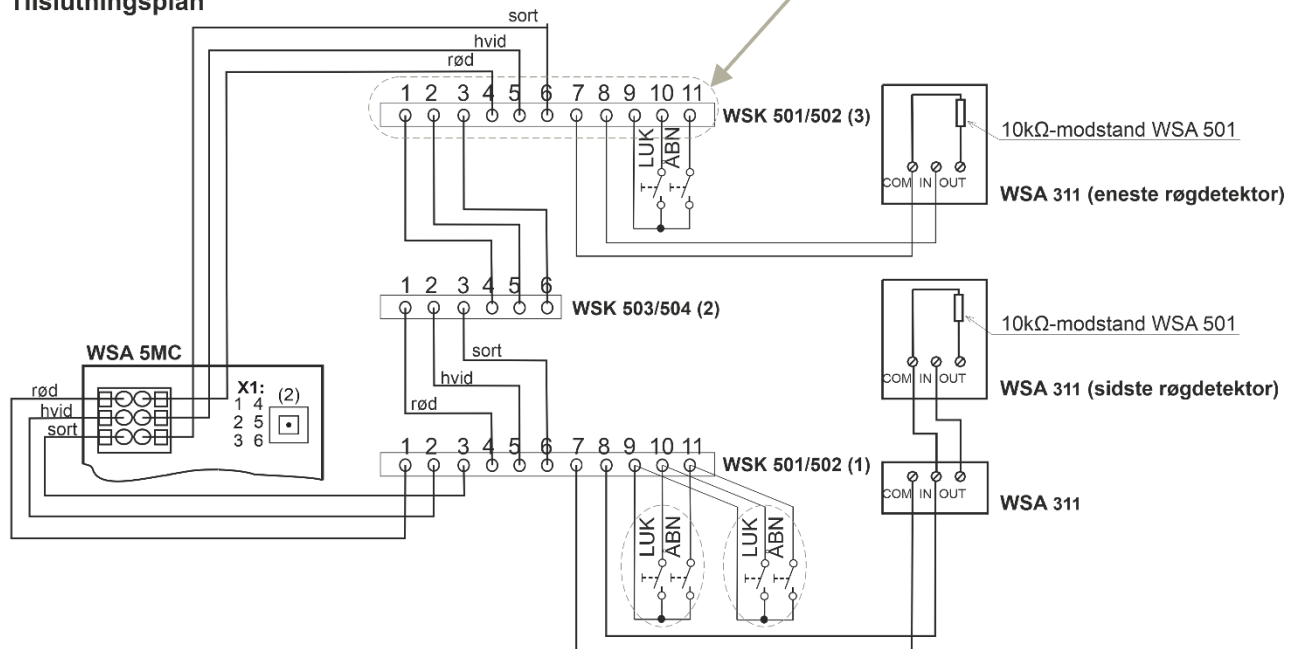 Tilslutningsplan
sort
hvid
rød
1 2 3 4 5 6 7 8 9 10 11
WSK 501/502 (3)
LUK
ÅBN
10kΩ-modstand WSA 501
COM IN OUT
WSA 311 (eneste røgdetektor)
1 2 3 4 5 6
WSK 503/504 (2)
10kΩ-modstand WSA 501
COM IN OUT
WSA 311 (sidste røgdetektor)
WSA 5MC
rød
hvid
sort
X1:
1 4
2 5
3 6
(2)
sort
hvid
rød
1 2 3 4 5 6 7 8 9 10 11
WSK 501/502 (1)
COM IN OUT
WSA 311
LUK
ÅBN
LUK
ÅBN